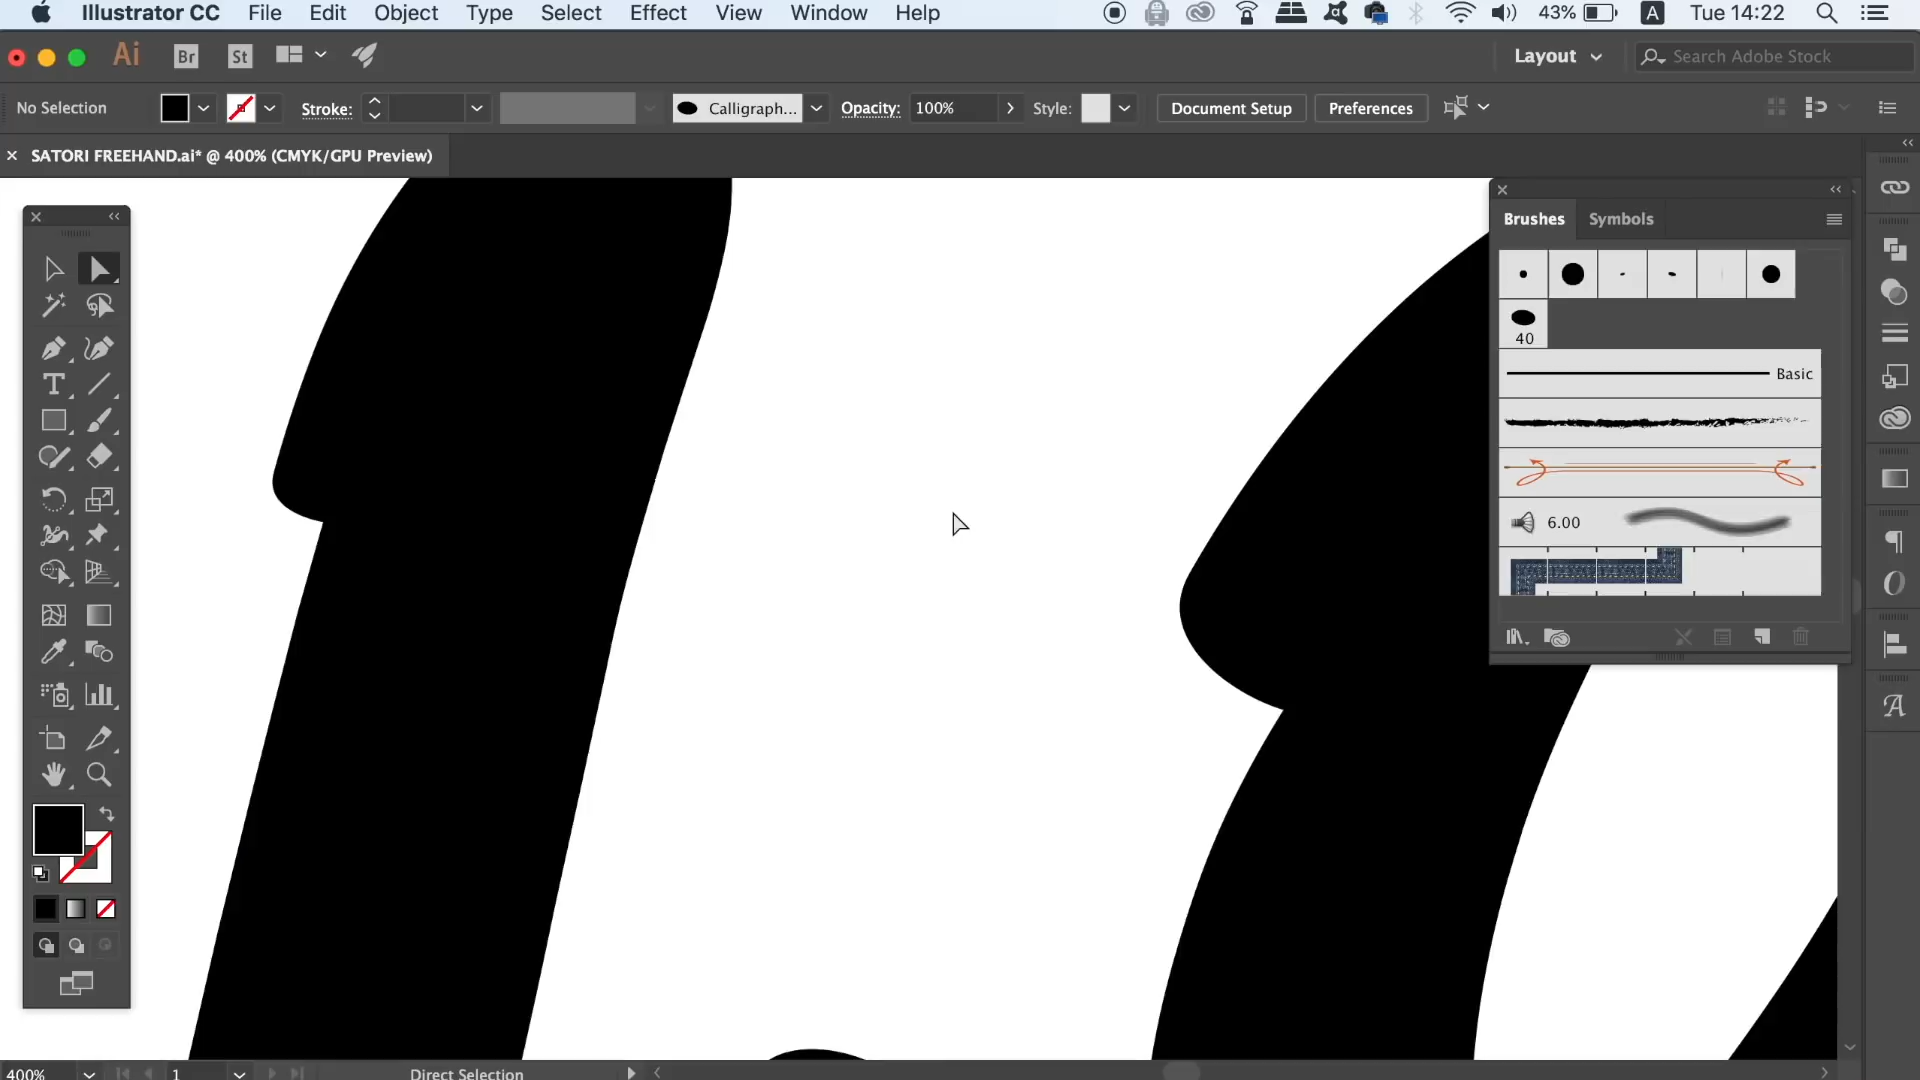 Illustrator CC File Edit Object Type Select Effect View Window Help 43% A Tue 14:22
Ai Br St Layout Search Adobe Stock
No Selection Stroke: Calligraph... Opacity: 100% Style: Document Setup Preferences
SATORI FREEHAND.ai* @ 400% (CMYK/GPU Preview)
Brushes Symbols
40
Basic
6.00
400% 1 Direct Selection